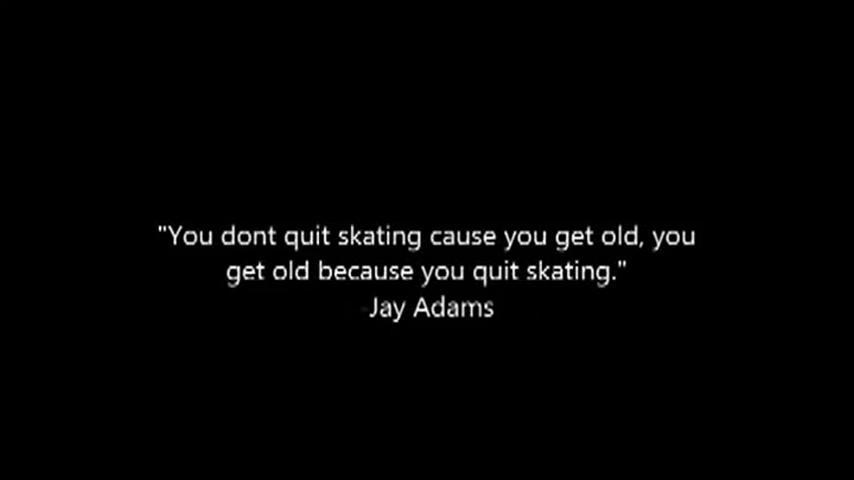 "You dont quit skating cause you get old, you
get old because you quit skating."
-Jay Adams